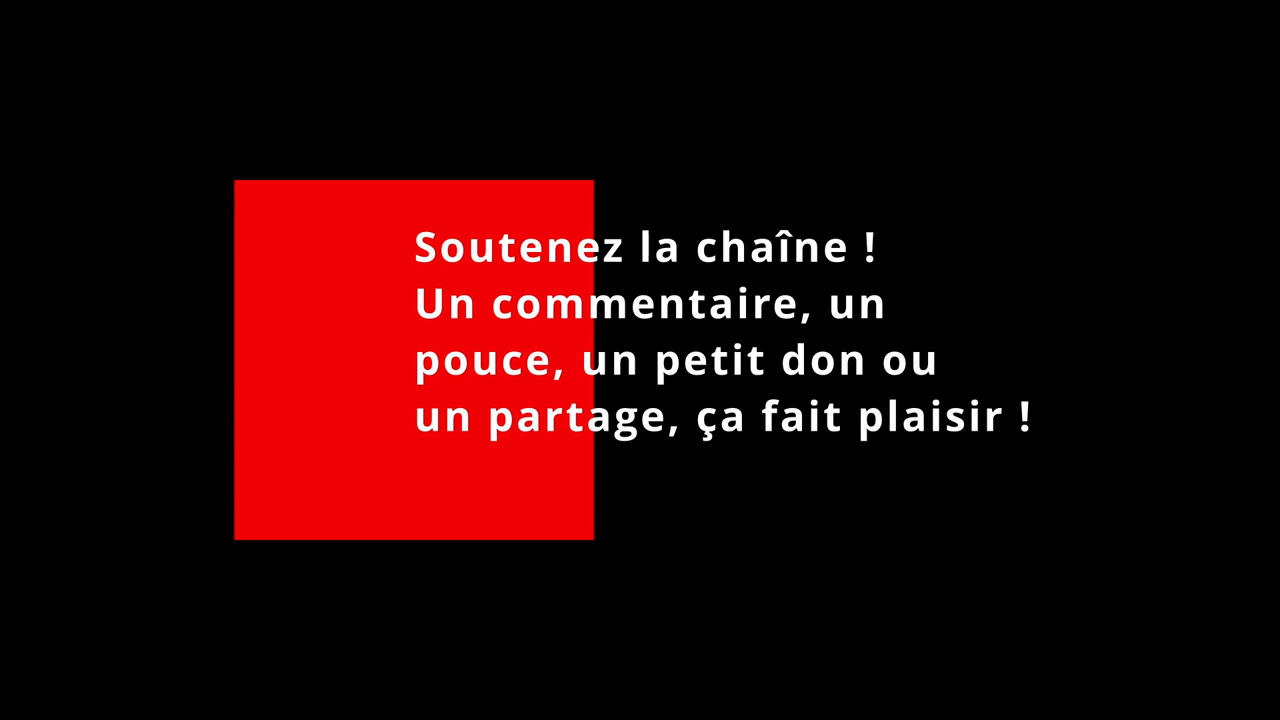 Soutenez la chaîne !
Un commentaire, un
pouce, un petit don ou
un partage, ça fait plaisir !